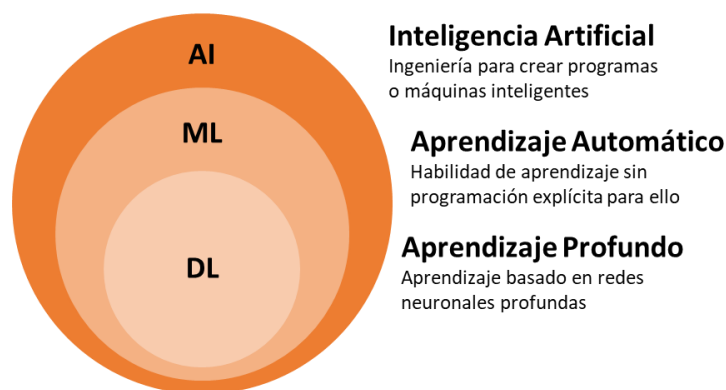 AI
ML
DL
Inteligencia Artificial
Ingeniería para crear programas
o máquinas inteligentes
Aprendizaje Automático
Habilidad de aprendizaje sin
programación explícita para ello
Aprendizaje Profundo
Aprendizaje basado en redes
neuronales profundas